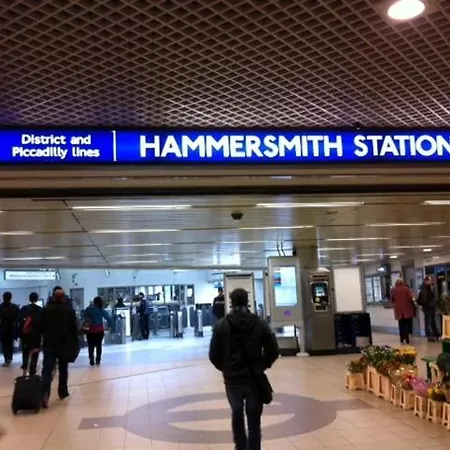 District and
Piccadilly lines
HAMMERSMITH STATION